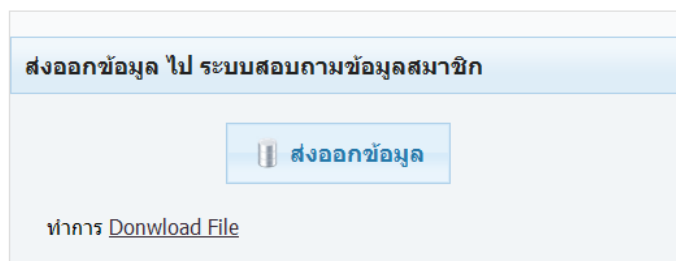 ส่งออกข้อมูล ไป ระบบสอบถามข้อมูลสมาชิก
ส่งออกข้อมูล
ทำการ Donwload File